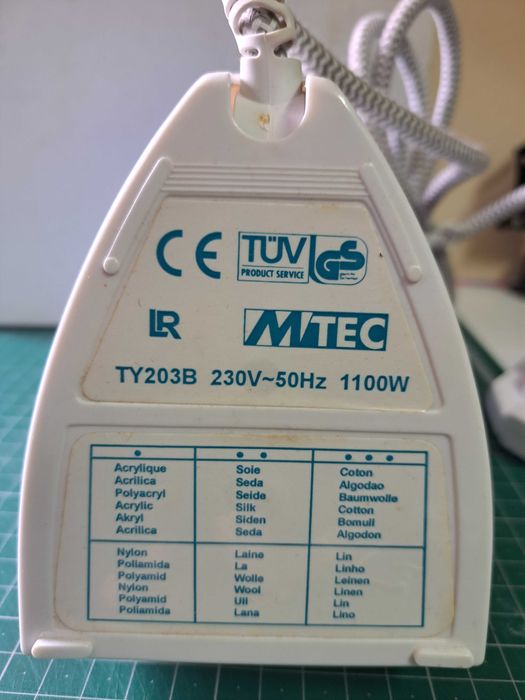 CE TÜV PRODUCT SERVICE GS
LR MTEC
TY203B 230V~50Hz 1100W
Acrylique Soie Coton
Acrilica Seda Algodao
Polyacryl Seide Baumwolle
Acrylic Silk Cotton
Akryl Siden Bomull
Acrilica Seda Algodon
Nylon Laine Lin
Poliamida La Linho
Polyamid Wolle Leinen
Nylon Wool Linen
Polyamid Ull Lin
Poliamida Lana Lino